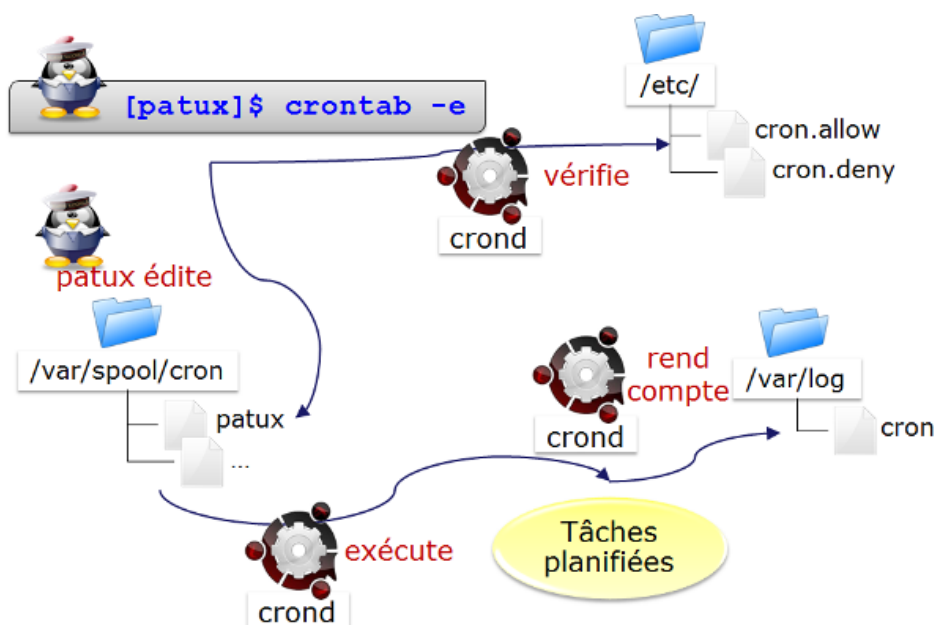 [patux]$ crontab -e
/etc/
cron.allow
cron.deny
vérifie
crond
patux édite
/var/spool/cron
patux
...
rend
compte
crond
/var/log
cron
exécute
crond
Tâches
planifiées